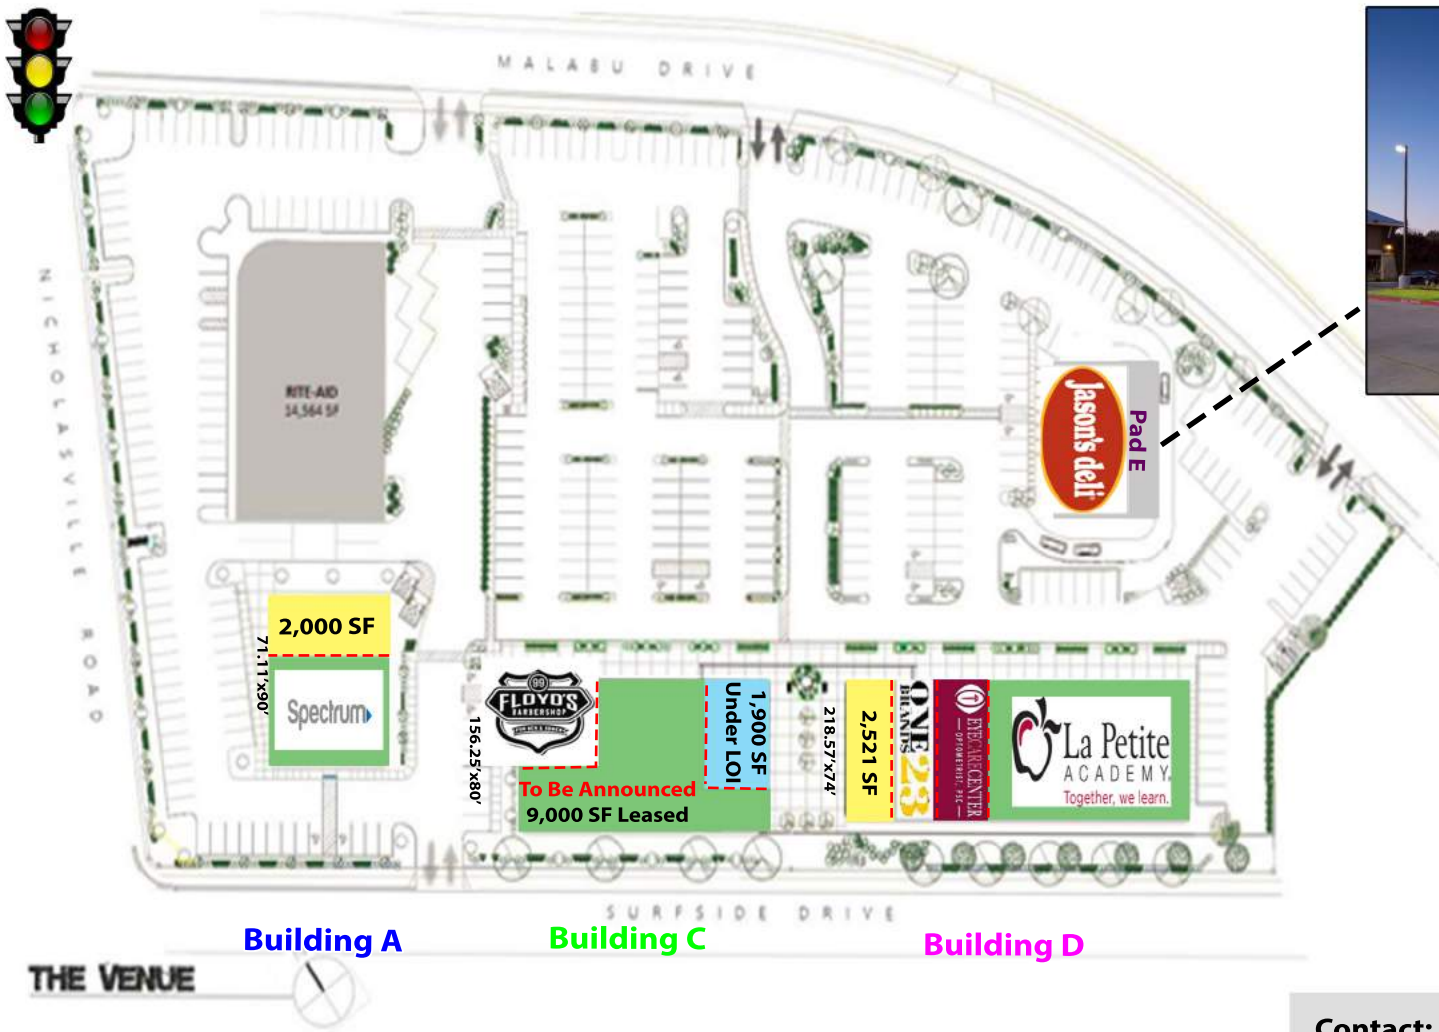 MALABU DRIVE
NICHOLASVILLE ROAD
RITE-AID
14,564 SF
Jason's deli
Pad E
2,000 SF
71.11'x90'
Spectrum
99
FLOYD'S
BARBERSHOP
156.25'x80'
To Be Announced
9,000 SF Leased
1,900 SF
Under LOI
218.57'x74'
2,521 SF
ONE
BRANDS
23
EYECARECENTER
— OPTOMETRIST, PSC —
La Petite
ACADEMY
Together, we learn.
SURFSIDE DRIVE
Building A
Building C
Building D
THE VENUE
Contact: